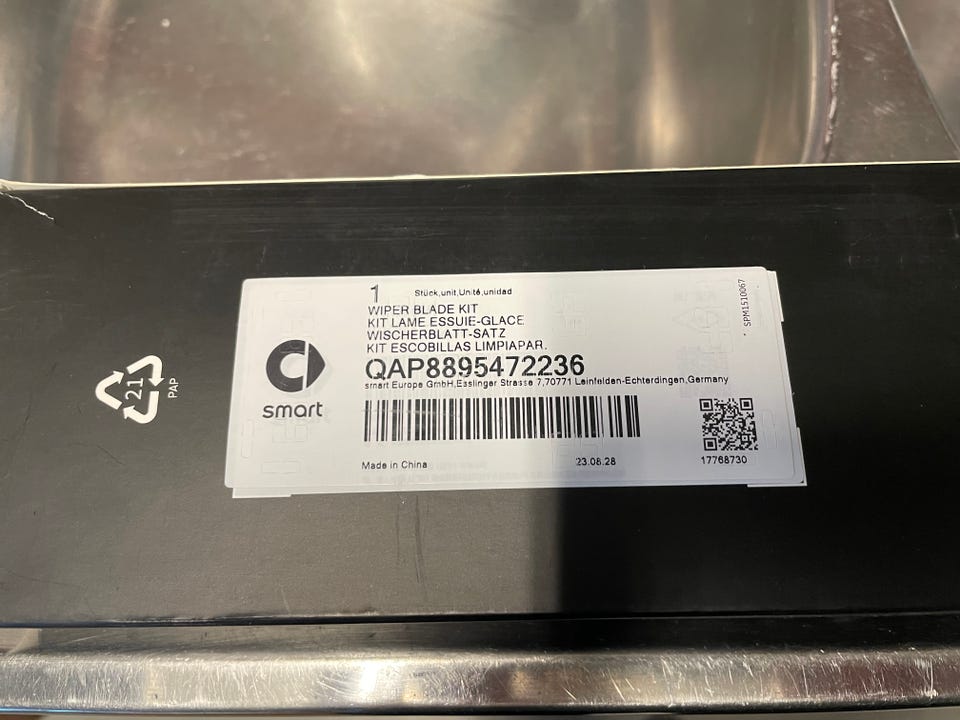 1 Stück,unit,Unité,unidad
WIPER BLADE KIT
KIT LAME ESSUIE-GLACE
WISCHERBLATT-SATZ
KIT ESCOBILLAS LIMPIAPAR.
QAP8895472236
smart Europe GmbH,Esslinger Strasse 7,70771 Leinfelden-Echterdingen,Germany
smart
Made in China
23.08.28
17768730
SPM1510067
21
PAP